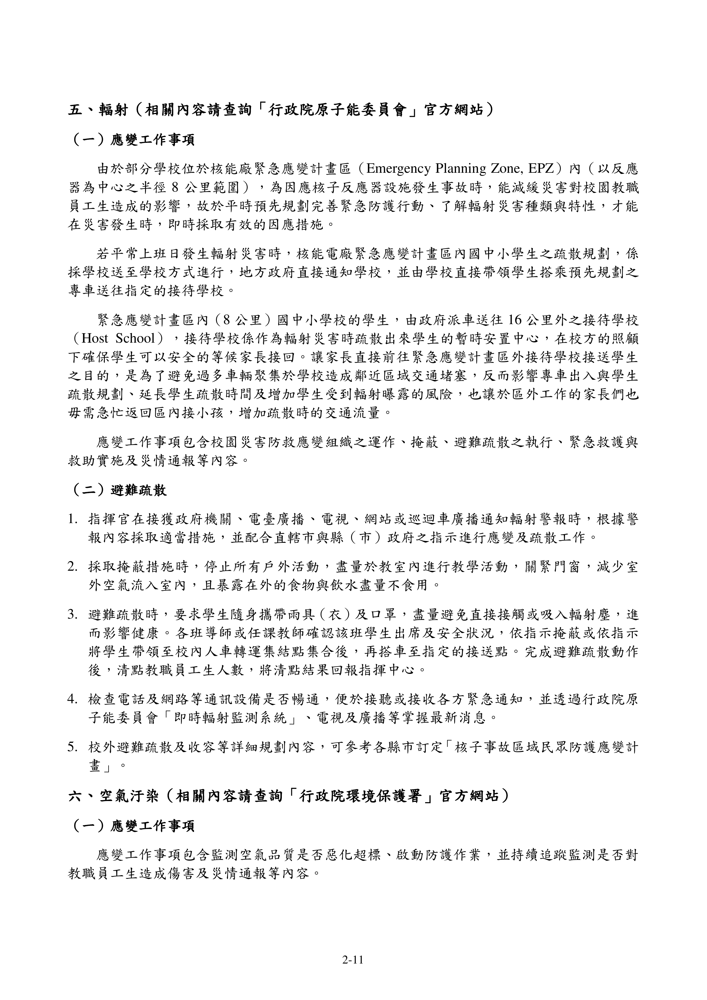 五、輻射（相關內容請查詢「行政院原子能委員會」官方網站）
（一）應變工作事項
由於部分學校位於核能廠緊急應變計畫區（Emergency Planning Zone, EPZ）內（以反應
器為中心之半徑 8 公里範圍），為因應核子反應器設施發生事故時，能減緩災害對校園教職
員工生造成的影響，故於平時預先規劃完善緊急防護行動、了解輻射災害種類與特性，才能
在災害發生時，即時採取有效的因應措施。
若平常上班日發生輻射災害時，核能電廠緊急應變計畫區內國中小學生之疏散規劃，係
採學校送至學校方式進行，地方政府直接通知學校，並由學校直接帶領學生搭乘預先規劃之
專車送往指定的接待學校。
緊急應變計畫區內（8 公里）國中小學校的學生，由政府派車送往 16 公里外之接待學校
（Host School），接待學校係作為輻射災害時疏散出來學生的暫時安置中心，在校方的照顧
下確保學生可以安全的等候家長接回。讓家長直接前往緊急應變計畫區外接待學校接送學生
之目的，是為了避免過多車輛聚集於學校造成鄰近區域交通堵塞，反而影響專車出入與學生
疏散規劃、延長學生疏散時間及增加學生受到輻射曝露的風險，也讓於區外工作的家長們也
毋需急忙返回區內接小孩，增加疏散時的交通流量。
應變工作事項包含校園災害防救應變組織之運作、掩蔽、避難疏散之執行、緊急救護與
救助實施及災情通報等內容。
（二）避難疏散
1. 指揮官在接獲政府機關、電臺廣播、電視、網站或巡迴車廣播通知輻射警報時，根據警
報內容採取適當措施，並配合直轄市與縣（市）政府之指示進行應變及疏散工作。
2. 採取掩蔽措施時，停止所有戶外活動，盡量於教室內進行教學活動，關緊門窗，減少室
外空氣流入室內，且暴露在外的食物與飲水盡量不食用。
3. 避難疏散時，要求學生隨身攜帶雨具（衣）及口罩，盡量避免直接接觸或吸入輻射塵，進
而影響健康。各班導師或任課教師確認該班學生出席及安全狀況，依指示掩蔽或依指示
將學生帶領至校內人車轉運集結點集合後，再搭車至指定的接送點。完成避難疏散動作
後，清點教職員工生人數，將清點結果回報指揮中心。
4. 檢查電話及網路等通訊設備是否暢通，便於接聽或接收各方緊急通知，並透過行政院原
子能委員會「即時輻射監測系統」、電視及廣播等掌握最新消息。
5. 校外避難疏散及收容等詳細規劃內容，可參考各縣市訂定「核子事故區域民眾防護應變計
畫」。
六、空氣汙染（相關內容請查詢「行政院環境保護署」官方網站）
（一）應變工作事項
應變工作事項包含監測空氣品質是否惡化超標、啟動防護作業，並持續追蹤監測是否對
教職員工生造成傷害及災情通報等內容。
2-11